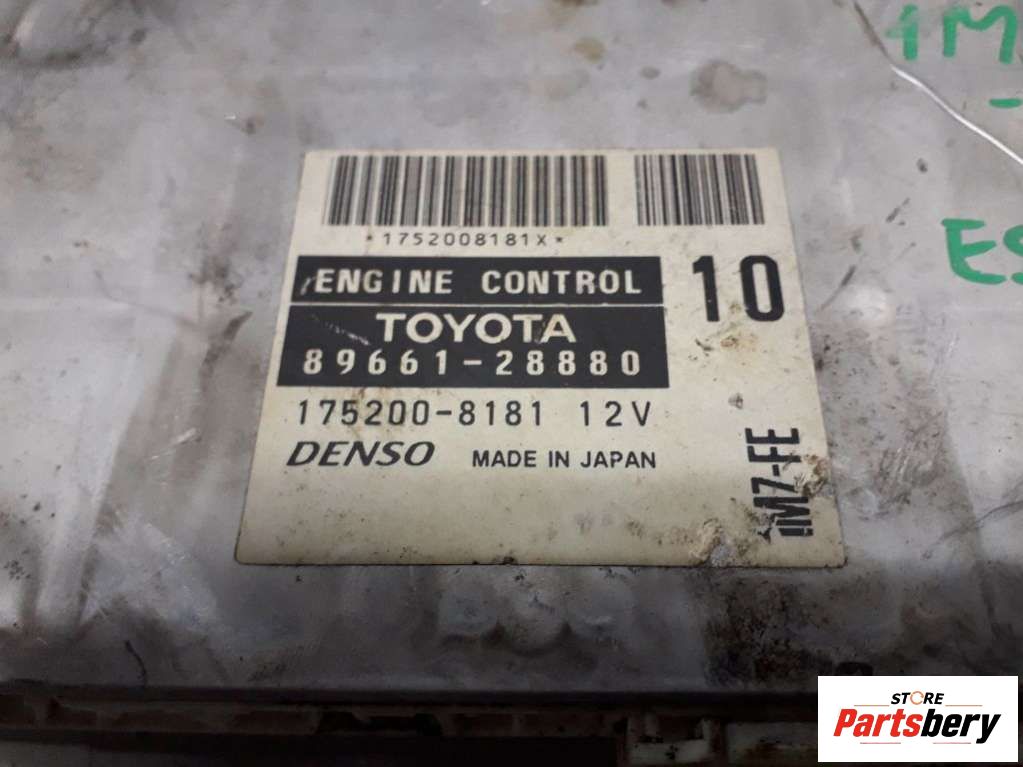 *1752008181X*
ENGINE CONTROL
10
TOYOTA
89661-28880
175200-8181 12V
DENSO MADE IN JAPAN
1MZ-FE
STORE
Partsbery